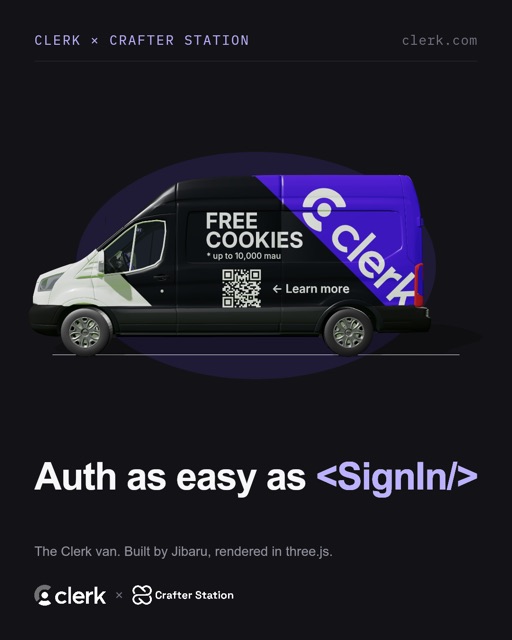 CLERK × CRAFTER STATION
clerk.com
FREE
COOKIES
* up to 10,000 mau
← Learn more
clerk
Auth as easy as <SignIn/>
The Clerk van. Built by Jibaru, rendered in three.js.
clerk × Crafter Station